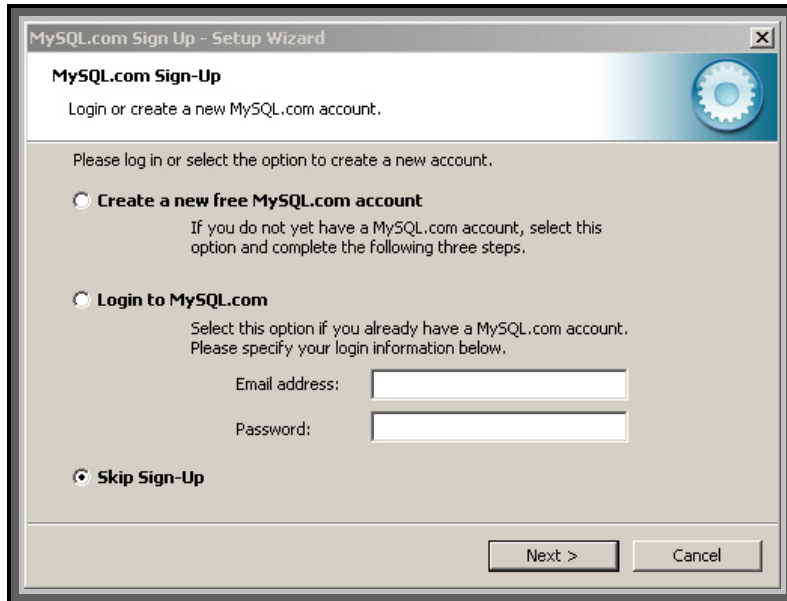 MySQL.com Sign Up - Setup Wizard
MySQL.com Sign-Up
Login or create a new MySQL.com account.
Please log in or select the option to create a new account.
Create a new free MySQL.com account
If you do not yet have a MySQL.com account, select this
option and complete the following three steps.
Login to MySQL.com
Select this option if you already have a MySQL.com account.
Please specify your login information below.
Email address:
Password:
Skip Sign-Up
Next >
Cancel